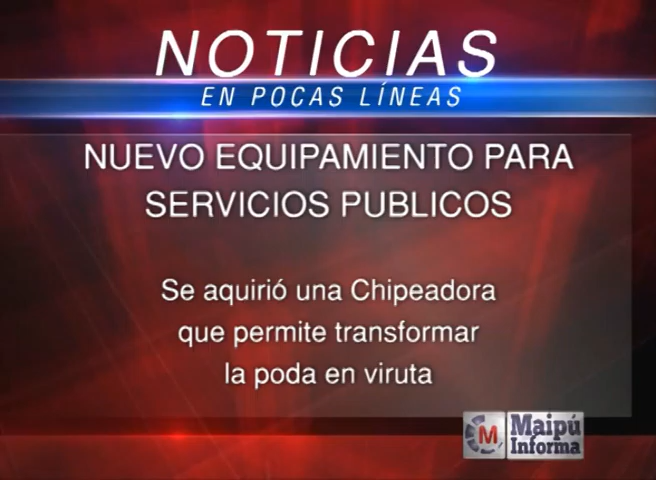 NOTICIAS
EN POCAS LÍNEAS
NUEVO EQUIPAMIENTO PARA
SERVICIOS PUBLICOS
Se aquirió una Chipeadora
que permite transformar
la poda en viruta
M Maipú
Informa